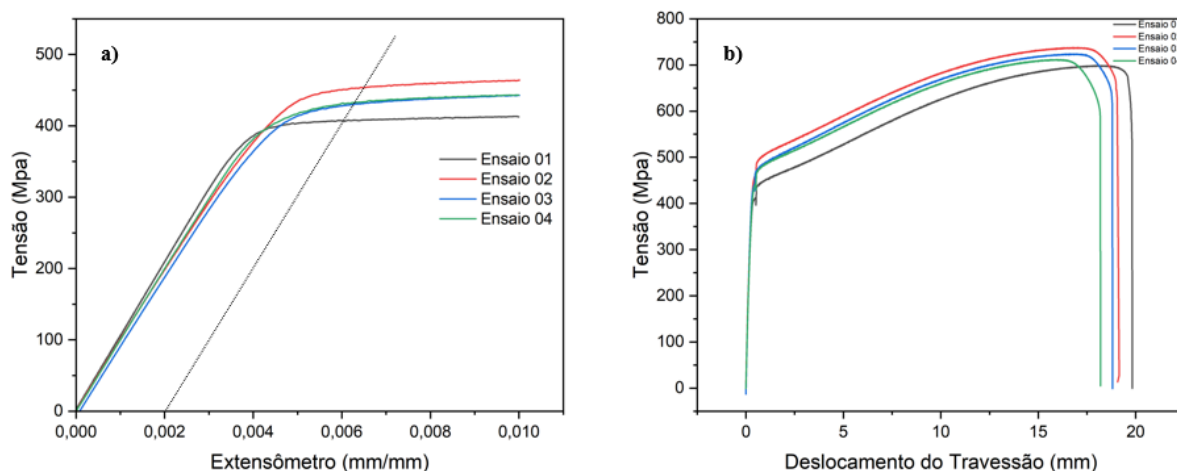 a)
500
400
300
200
100
0
Tensão (Mpa)
Ensaio 01
Ensaio 02
Ensaio 03
Ensaio 04
0,000 0,002 0,004 0,006 0,008 0,010
Extensômetro (mm/mm)
b)
800
700
600
500
400
300
200
100
0
Tensão (Mpa)
Ensaio 0
Ensaio 0
Ensaio 0
Ensaio 0
0 5 10 15 20
Deslocamento do Travessão (mm)